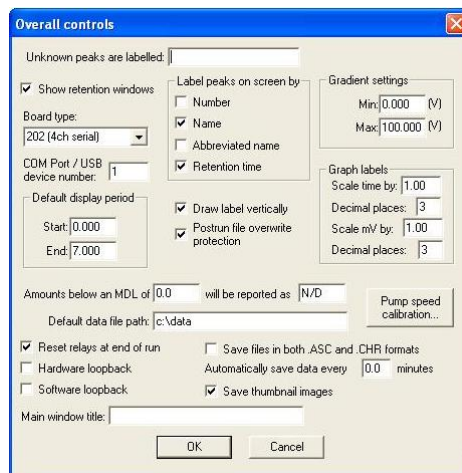 Overall controls
Unknown peaks are labelled:
Show retention windows
Label peaks on screen by
Number
Name
Abbreviated name
Retention time
Gradient settings
Min: 0.000 (V)
Max: 100.000 (V)
Board type:
202 (4ch serial)
COM Port / USB
device number: 1
Default display period
Start: 0.000
End: 7.000
Draw label vertically
Postrun file overwrite
protection
Graph labels
Scale time by: 1.00
Decimal places: 3
Scale mV by: 1.00
Decimal places: 3
Amounts below an MDL of 0.0 will be reported as N/D
Default data file path: c:\data
Pump speed
calibration...
Reset relays at end of run
Save files in both .ASC and .CHR formats
Hardware loopback
Automatically save data every 0.0 minutes
Software loopback
Save thumbnail images
Main window title:
OK
Cancel